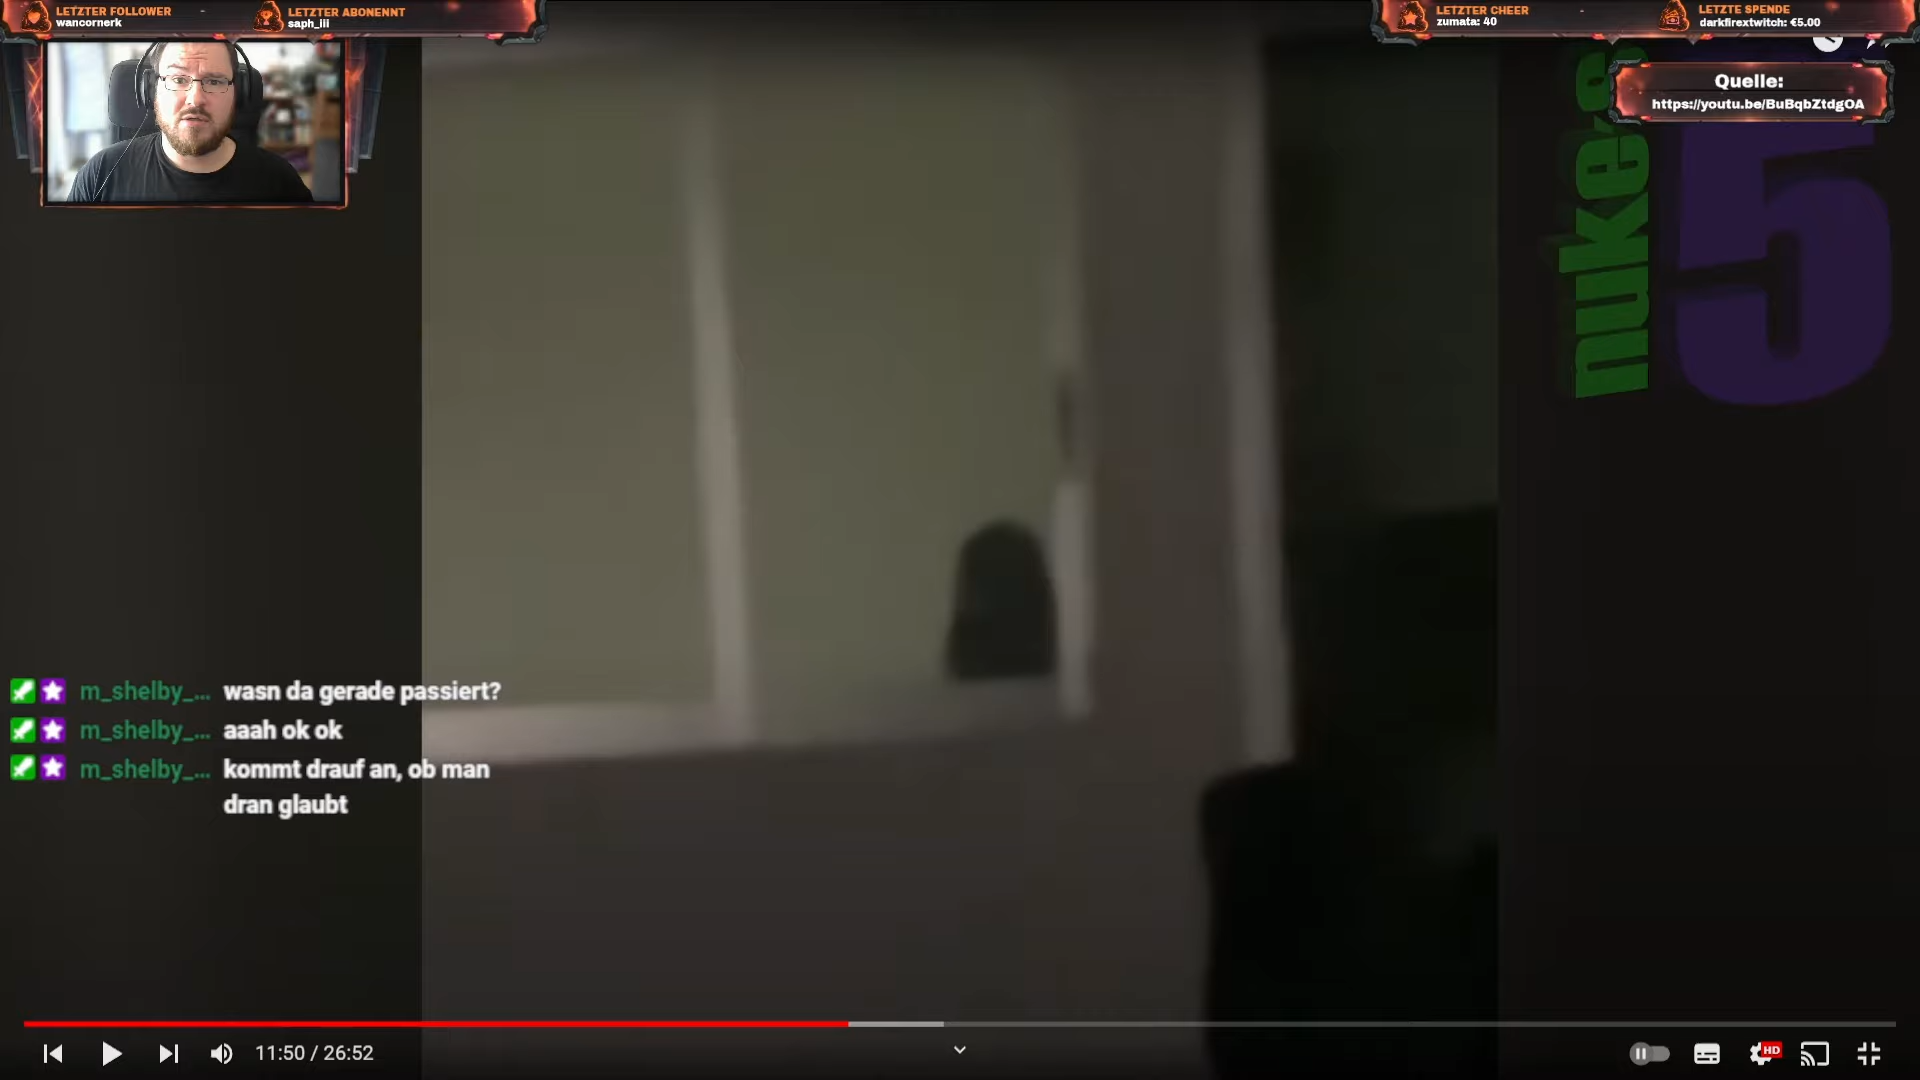 LETZTER FOLLOWER
wancornerk
LETZTER ABONENNT
saph_iii
LETZTER CHEER
zumata: 40
LETZTE SPENDE
darkfirextwitch: €5.00
Quelle:
https://youtu.be/BuBqbZtdgOA
nuke's
5
m_shelby_... wasn da gerade passiert?
m_shelby_... aaah ok ok
m_shelby_... kommt drauf an, ob man
dran glaubt
11:50 / 26:52
HD